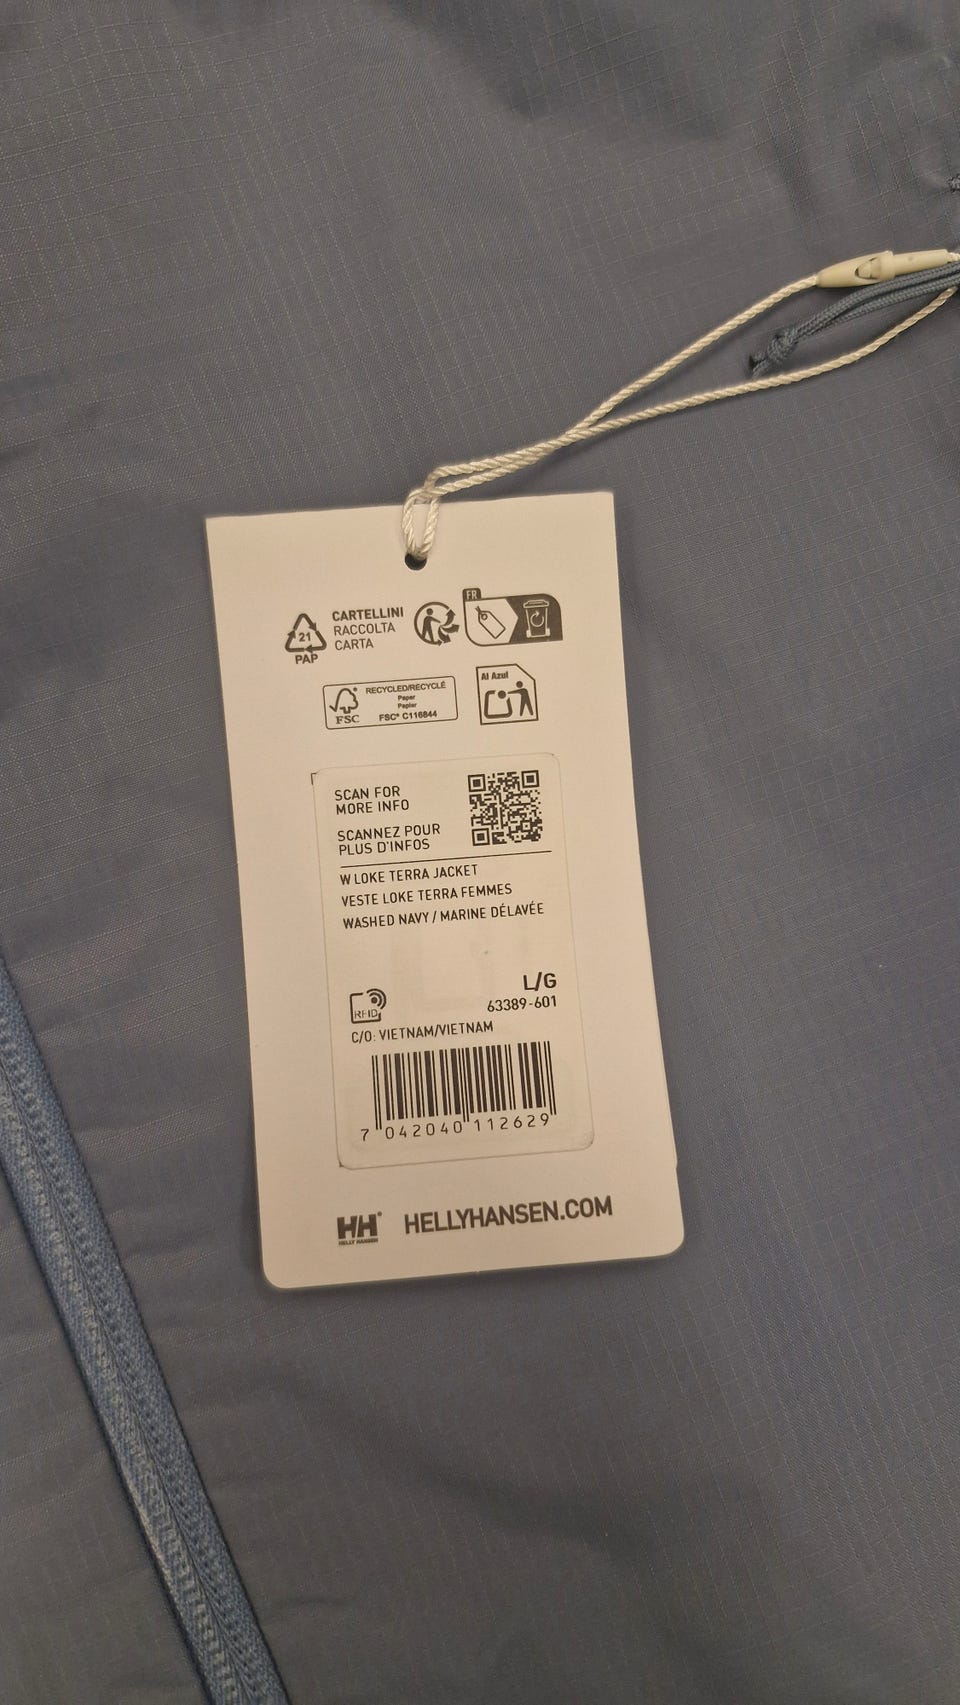 21
PAP
CARTELLINI
RACCOLTA
CARTA
FR
FSC
RECYCLED/RECYCLÉ
Paper
Papier
FSC® C116844
Al Azul
SCAN FOR
MORE INFO
SCANNEZ POUR
PLUS D'INFOS
W LOKE TERRA JACKET
VESTE LOKE TERRA FEMMES
WASHED NAVY / MARINE DÉLAVÉE
L/G
63389-601
RFID
C/O: VIETNAM/VIETNAM
7 042040 112629
HH®
HELLY HANSEN
HELLYHANSEN.COM